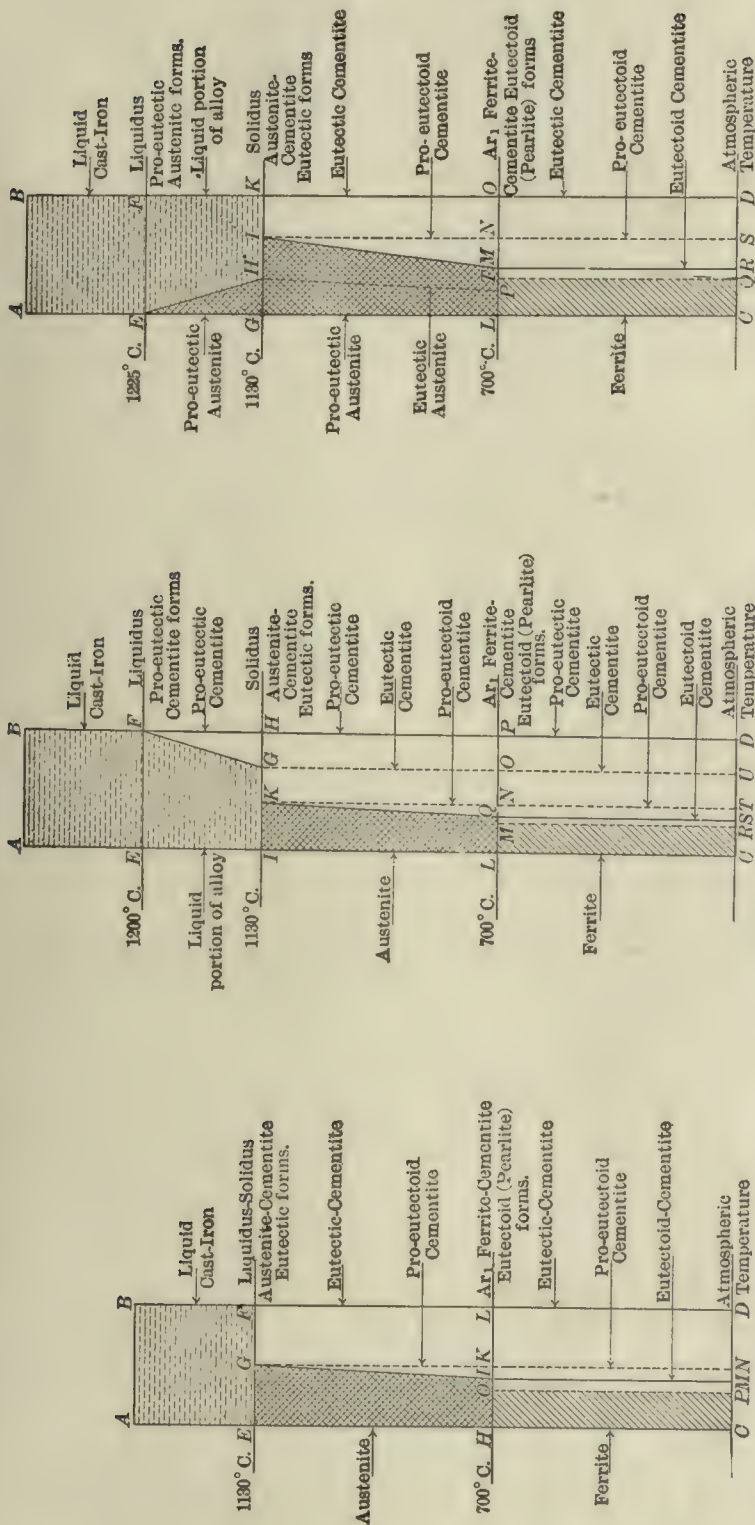 A B
Liquid
Cast-Iron
1130° C. E G F Liquidus-Solidus
Austenite-Cementite
Eutectic forms.
Eutectic-Cementite
Austenite
Pro-eutectoid
Cementite
700° C. H O I K L Ar₁ Ferrite-Cementite
Eutectoid (Pearlite)
forms.
Eutectic-Cementite
Ferrite
Pro-eutectoid
Cementite
Eutectoid-Cementite
Atmospheric
C P M N D Temperature
A B
Liquid
Cast-Iron
1200° C. E F Liquidus
Pro-eutectic
Cementite forms
Liquid
portion of alloy
Pro-eutectic
Cementite
1130° C. I K G H Solidus
Austenite-
Cementite
Eutectic forms.
Pro-eutectic
Cementite
Austenite
Eutectic
Cementite
Pro-eutectoid
Cementite
700° C. L M Q N O P Ar₁ Ferrite-
Cementite
Eutectoid (Pearlite)
forms.
Pro-eutectic
Cementite
Ferrite
Eutectic
Cementite
Pro-eutectoid
Cementite
Eutectoid
Cementite
Atmospheric
C R S T U D Temperature
A B
Liquid
Cast-Iron
1225° C. E F Liquidus
Pro-eutectic
Austenite forms.
Pro-eutectic
Austenite
Liquid portion
of alloy
1130° C. G H I K Solidus
Austenite-
Cementite
Eutectic forms
Pro-eutectic
Austenite
Eutectic Cementite
Eutectic
Austenite
Pro-eutectoid
Cementite
700° C. L P M N O Ar₁ Ferrite-
Cementite Eutectoid
(Pearlite) forms
Eutectic Cementite
Ferrite
Pro-eutectoid
Cementite
Eutectoid Cementite
Atmospheric
C Q R S D Temperature